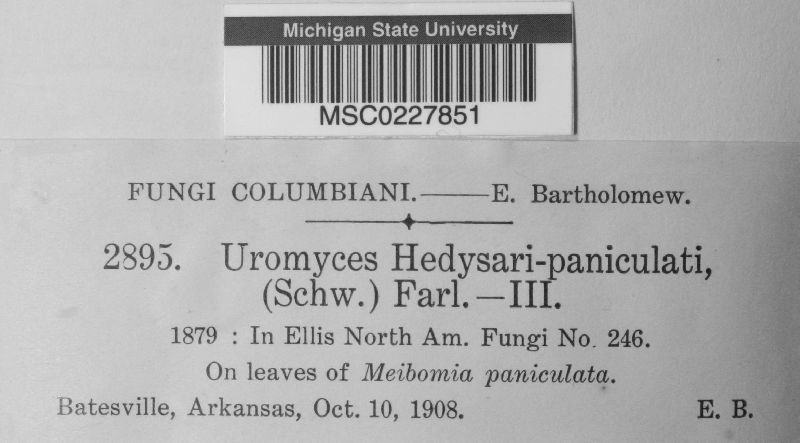 Michigan State University
MSC0227851
FUNGI COLUMBIANI.——E. Bartholomew.
2895. Uromyces Hedysari-paniculati,
(Schw.) Farl.—III.
1879 : In Ellis North Am. Fungi No. 246.
On leaves of Meibomia paniculata.
Batesville, Arkansas, Oct. 10, 1908. E. B.